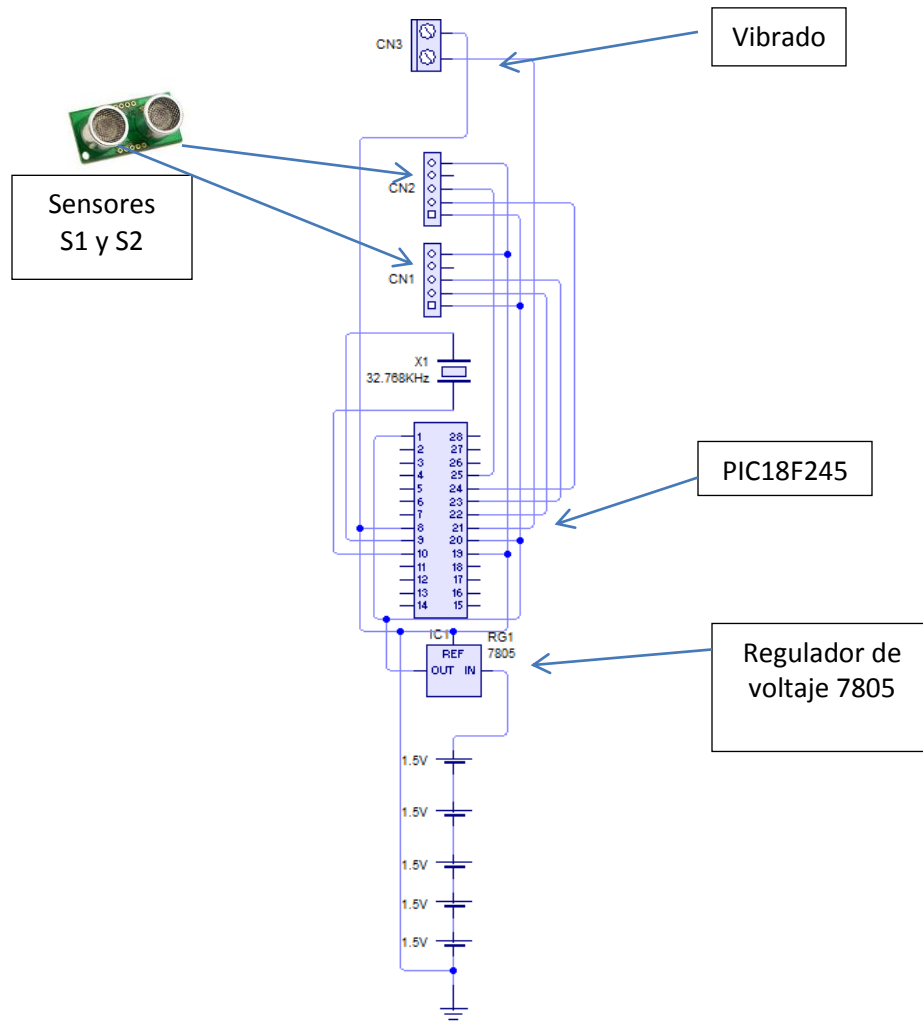 CN3
Vibrado
CN2
Sensores
S1 y S2
CN1
X1
32.768KHz
1 28
2 27
3 26
4 25
5 24
6 23
7 22
8 21
9 20
10 19
11 18
12 17
13 16
14 15
PIC18F245
IC1
RG1
7805
REF
OUT IN
Regulador de
voltaje 7805
1.5V
1.5V
1.5V
1.5V
1.5V